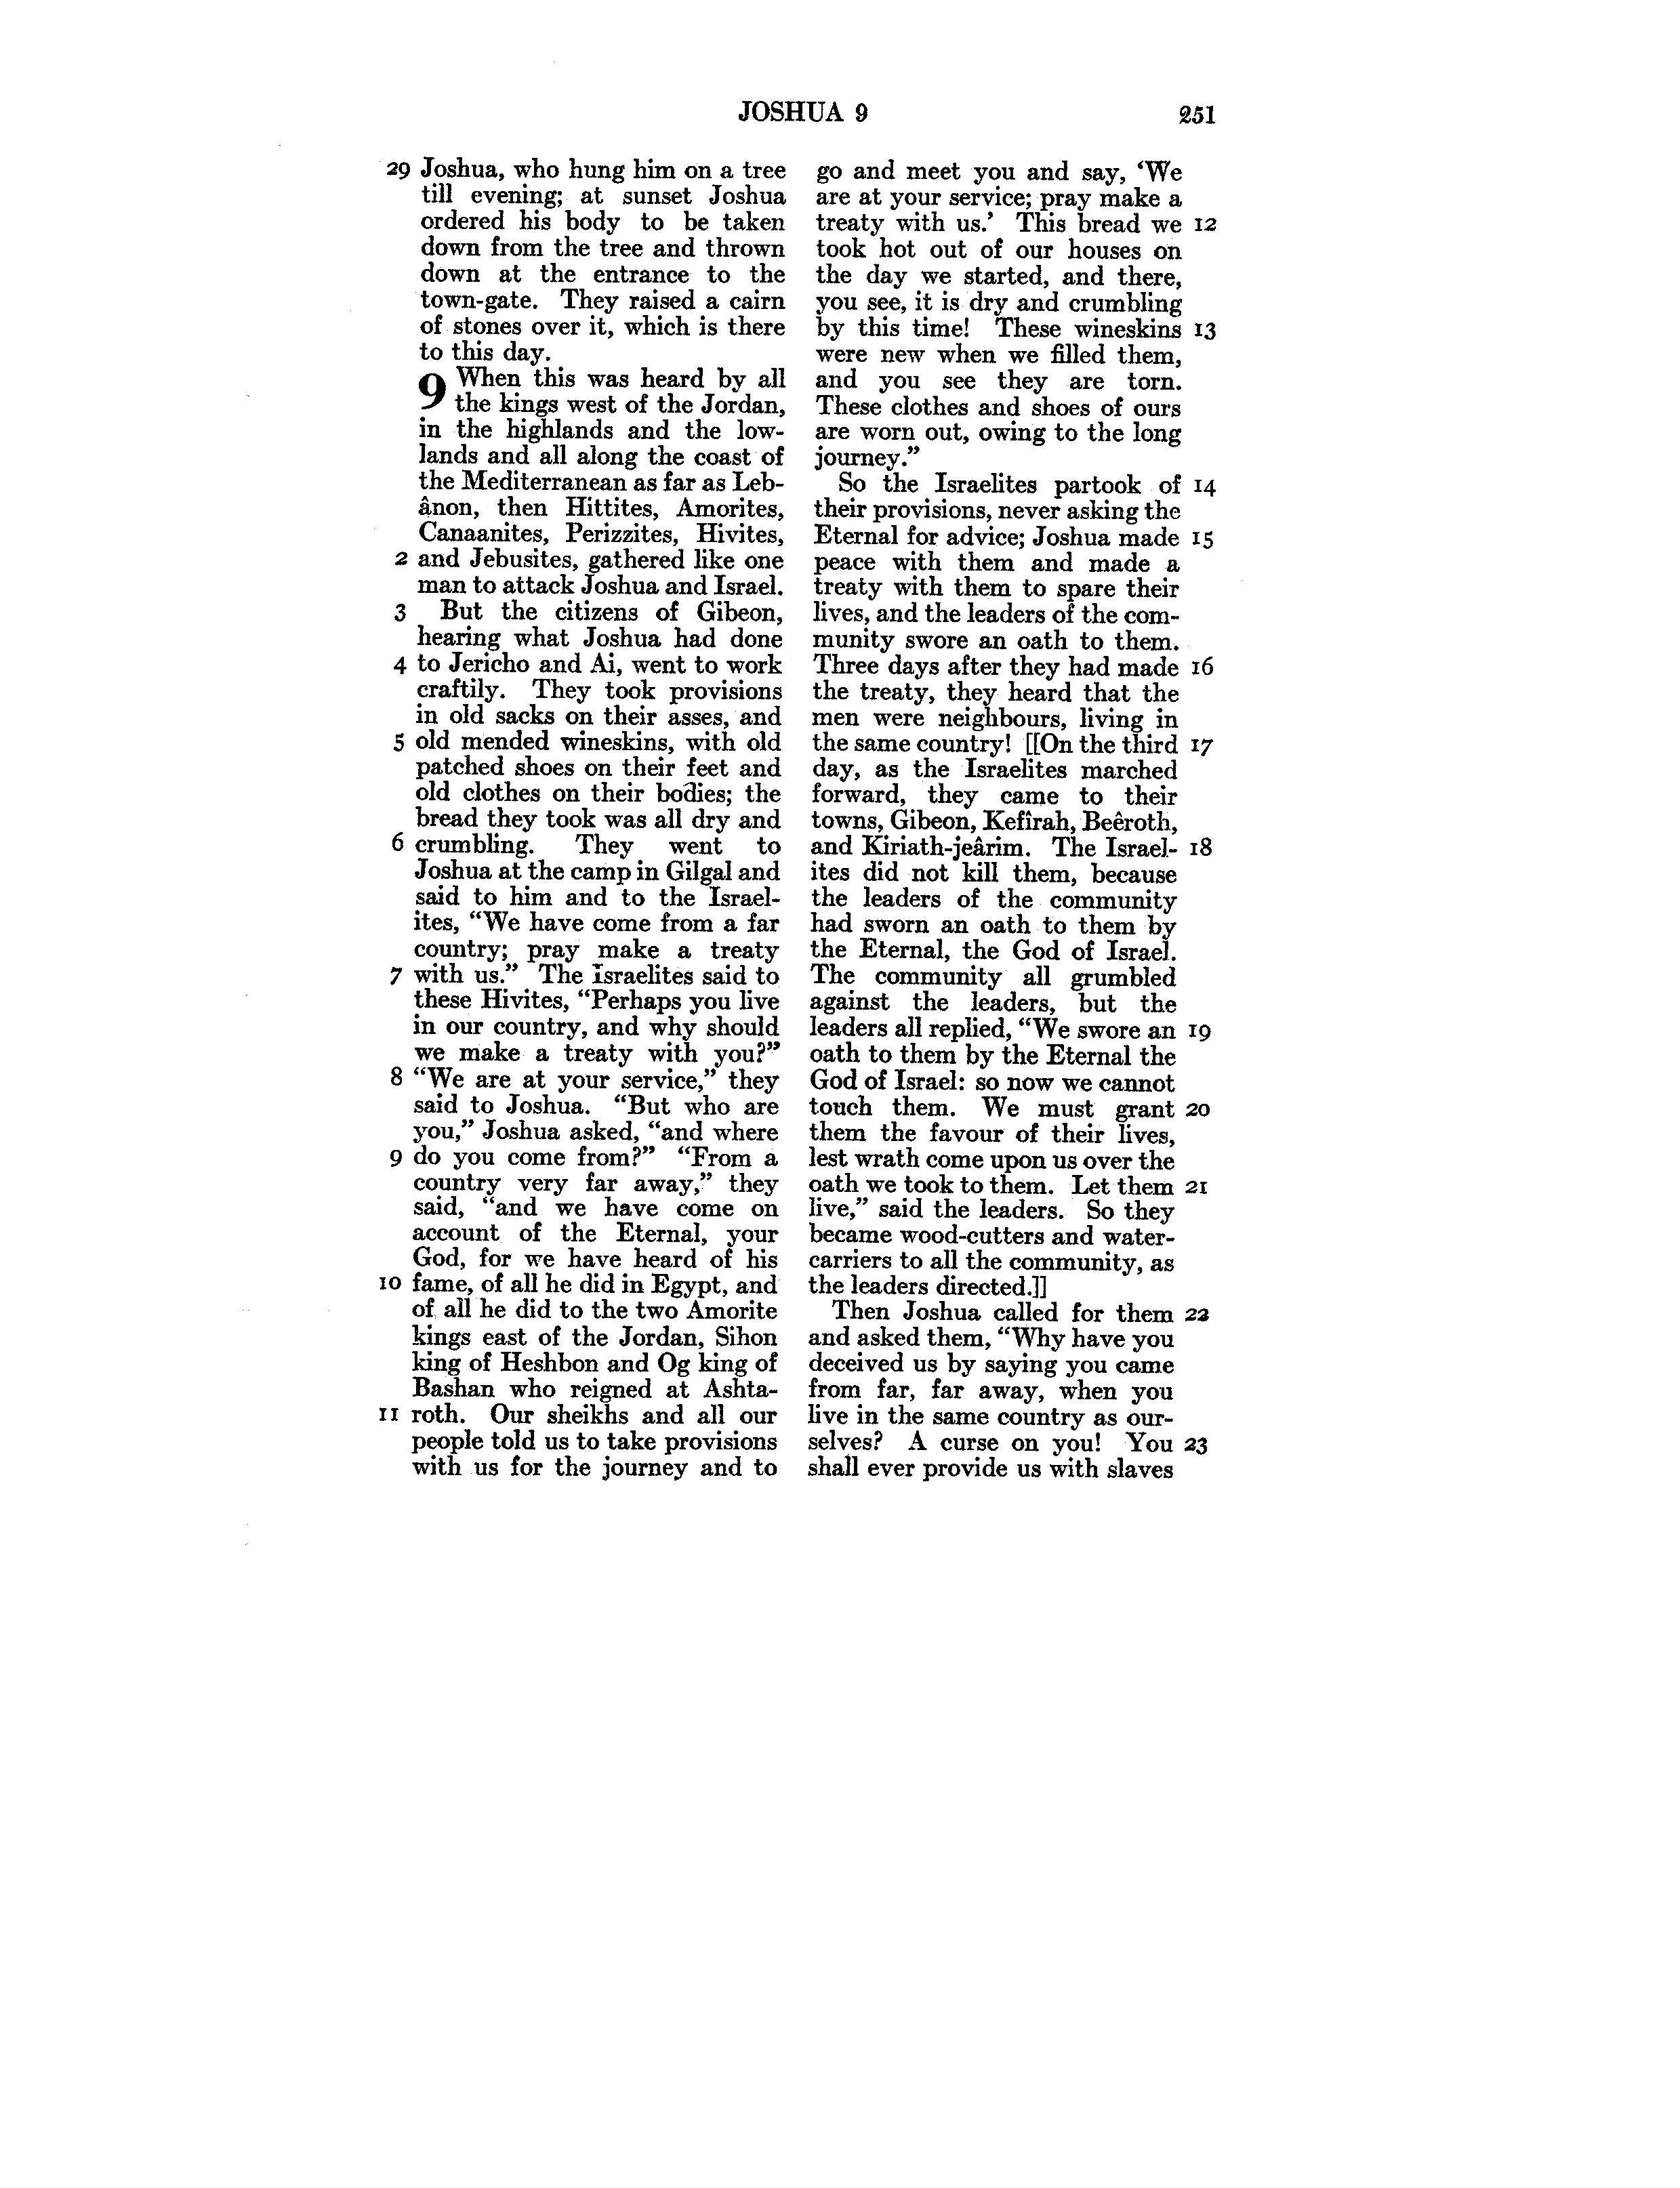 JOSHUA 9 251
29 Joshua, who hung him on a tree
till evening; at sunset Joshua
ordered his body to be taken
down from the tree and thrown
down at the entrance to the
town-gate. They raised a cairn
of stones over it, which is there
to this day.
9 When this was heard by all
the kings west of the Jordan,
in the highlands and the low-
lands and all along the coast of
the Mediterranean as far as Leb-
ânon, then Hittites, Amorites,
Canaanites, Perizzites, Hivites,
2 and Jebusites, gathered like one
man to attack Joshua and Israel.
3 But the citizens of Gibeon,
hearing what Joshua had done
4 to Jericho and Ai, went to work
craftily. They took provisions
in old sacks on their asses, and
5 old mended wineskins, with old
patched shoes on their feet and
old clothes on their bodies; the
bread they took was all dry and
6 crumbling. They went to
Joshua at the camp in Gilgal and
said to him and to the Israel-
ites, “We have come from a far
country; pray make a treaty
7 with us.” The Israelites said to
these Hivites, “Perhaps you live
in our country, and why should
we make a treaty with you?”
8 “We are at your service,” they
said to Joshua. “But who are
you,” Joshua asked, “and where
9 do you come from?” “From a
country very far away,” they
said, “and we have come on
account of the Eternal, your
God, for we have heard of his
10 fame, of all he did in Egypt, and
of all he did to the two Amorite
kings east of the Jordan, Sihon
king of Heshbon and Og king of
Bashan who reigned at Ashta-
11 roth. Our sheikhs and all our
people told us to take provisions
with us for the journey and to
go and meet you and say, ‘We
are at your service; pray make a
treaty with us.’ This bread we 12
took hot out of our houses on
the day we started, and there,
you see, it is dry and crumbling
by this time! These wineskins 13
were new when we filled them,
and you see they are torn.
These clothes and shoes of ours
are worn out, owing to the long
journey.”
So the Israelites partook of 14
their provisions, never asking the
Eternal for advice; Joshua made 15
peace with them and made a
treaty with them to spare their
lives, and the leaders of the com-
munity swore an oath to them.
Three days after they had made 16
the treaty, they heard that the
men were neighbours, living in
the same country! [[On the third 17
day, as the Israelites marched
forward, they came to their
towns, Gibeon, Kefîrah, Beêroth,
and Kiriath-jeârim. The Israel- 18
ites did not kill them, because
the leaders of the community
had sworn an oath to them by
the Eternal, the God of Israel.
The community all grumbled
against the leaders, but the
leaders all replied, “We swore an 19
oath to them by the Eternal the
God of Israel: so now we cannot
touch them. We must grant 20
them the favour of their lives,
lest wrath come upon us over the
oath we took to them. Let them 21
live,” said the leaders. So they
became wood-cutters and water-
carriers to all the community, as
the leaders directed.]]
Then Joshua called for them 22
and asked them, “Why have you
deceived us by saying you came
from far, far away, when you
live in the same country as our-
selves? A curse on you! You 23
shall ever provide us with slaves